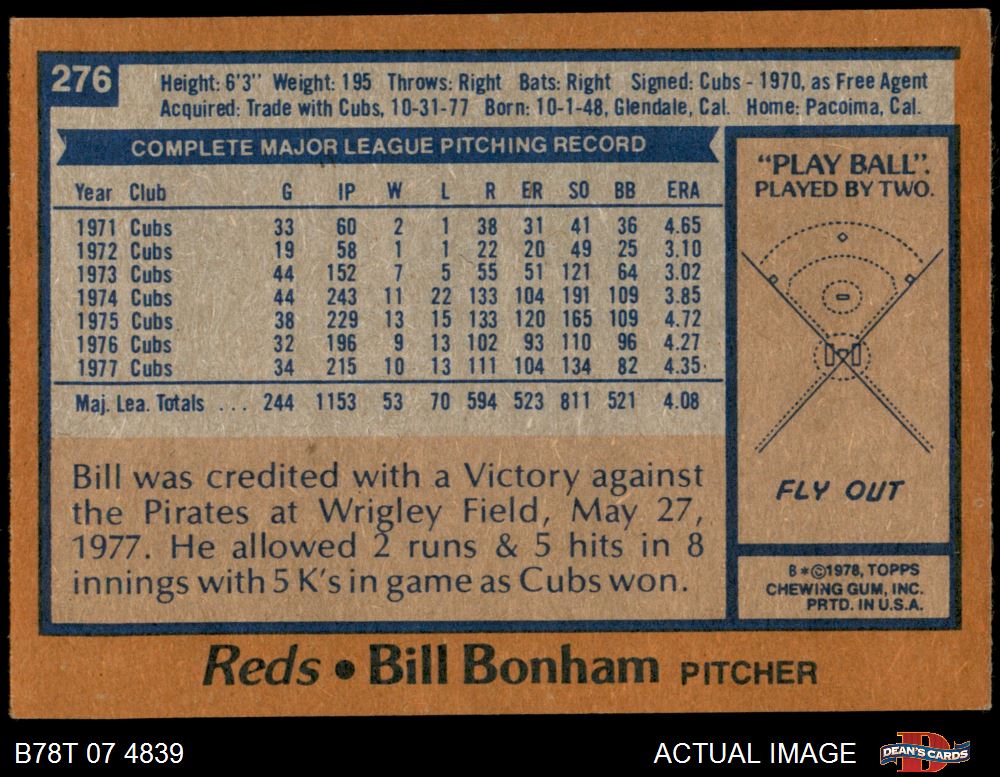 276
Height: 6'3" Weight: 195 Throws: Right Bats: Right Signed: Cubs - 1970, as Free Agent
Acquired: Trade with Cubs, 10-31-77 Born: 10-1-48, Glendale, Cal. Home: Pacoima, Cal.
COMPLETE MAJOR LEAGUE PITCHING RECORD
Year Club G IP W L R ER SO BB ERA
1971 Cubs 33 60 2 1 38 31 41 36 4.65
1972 Cubs 19 58 1 1 22 20 49 25 3.10
1973 Cubs 44 152 7 5 55 51 121 64 3.02
1974 Cubs 44 243 11 22 133 104 191 109 3.85
1975 Cubs 38 229 13 15 133 120 165 109 4.72
1976 Cubs 32 196 9 13 102 93 110 96 4.27
1977 Cubs 34 215 10 13 111 104 134 82 4.35
Maj. Lea. Totals ... 244 1153 53 70 594 523 811 521 4.08
Bill was credited with a Victory against
the Pirates at Wrigley Field, May 27,
1977. He allowed 2 runs & 5 hits in 8
innings with 5 K's in game as Cubs won.
"PLAY BALL".
PLAYED BY TWO.
FLY OUT
B*©1978, TOPPS
CHEWING GUM, INC.
PRTD. IN U.S.A.
Reds • Bill Bonham PITCHER
B78T 07 4839
ACTUAL IMAGE
DEAN'S CARDS